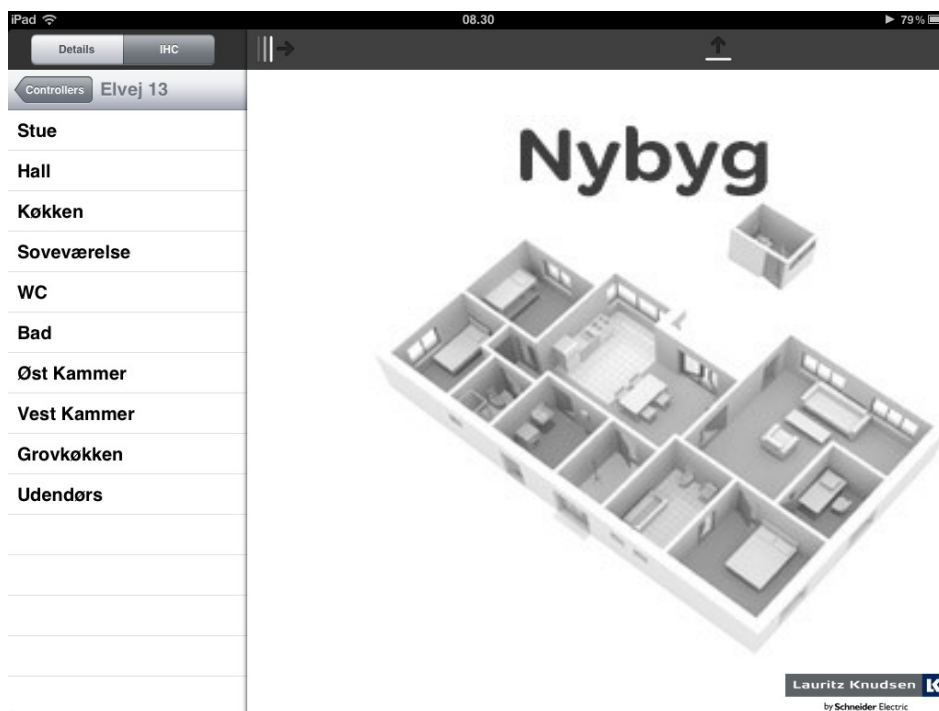 iPad 08.30 79%
Details IHC
Controllers Elvej 13
Stue
Hall
Køkken
Soveværelse
WC
Bad
Øst Kammer
Vest Kammer
Grovkøkken
Udendørs
Nybyg
Lauritz Knudsen
by Schneider Electric